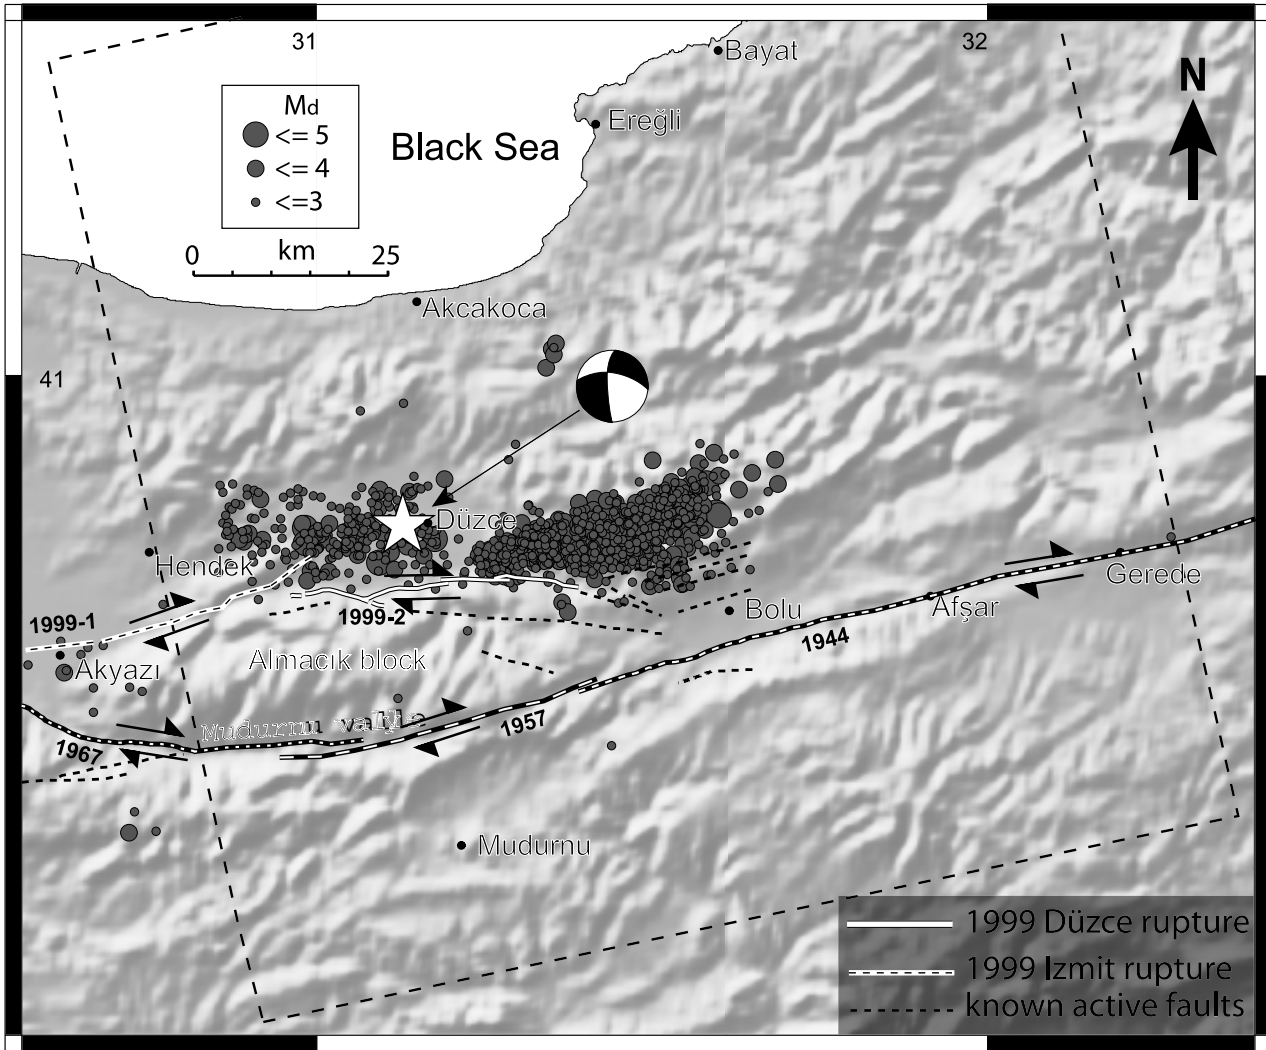 31
32
Bayat
N
Md
<= 5
<= 4
<=3
Ereğli
Black Sea
0 km 25
Akcakoca
41
Düzce
Hendek
Gerede
Afşar
Bolu
1999-1
1999-2
1944
Akyazı
Almacık block
Mudurnu
1957
1967
Mudurnu
1999 Düzce rupture
1999 Izmit rupture
known active faults